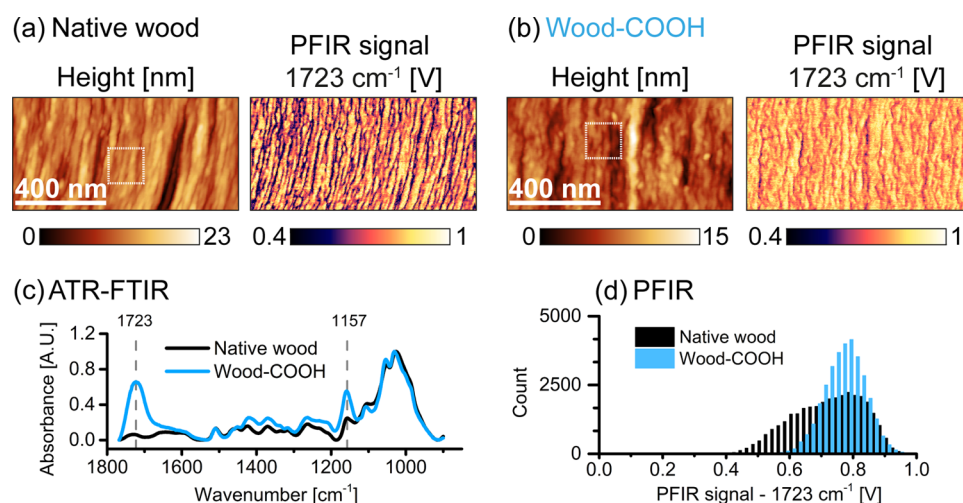 (a) Native wood
Height [nm]
PFIR signal
1723 cm⁻¹ [V]
400 nm
0 23
0.4 1
(b) Wood-COOH
Height [nm]
PFIR signal
1723 cm⁻¹ [V]
400 nm
0 15
0.4 1
(c) ATR-FTIR
1723
1157
Native wood
Wood-COOH
Absorbance [A.U.]
1.2
0.8
0.4
0.0
1800 1600 1400 1200 1000
Wavenumber [cm⁻¹]
(d) PFIR
Native wood
Wood-COOH
Count
5000
2500
0
0.0 0.2 0.4 0.6 0.8 1.0
PFIR signal - 1723 cm⁻¹ [V]